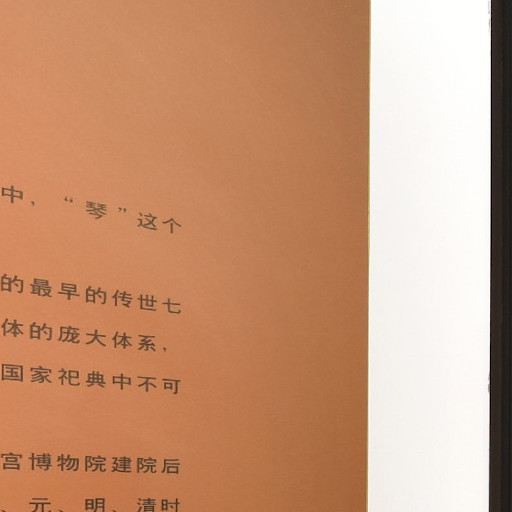 中，“琴”这个
的最早的传世七
体的庞大体系，
国家祀典中不可
宫博物院建院后
、元、明、清时